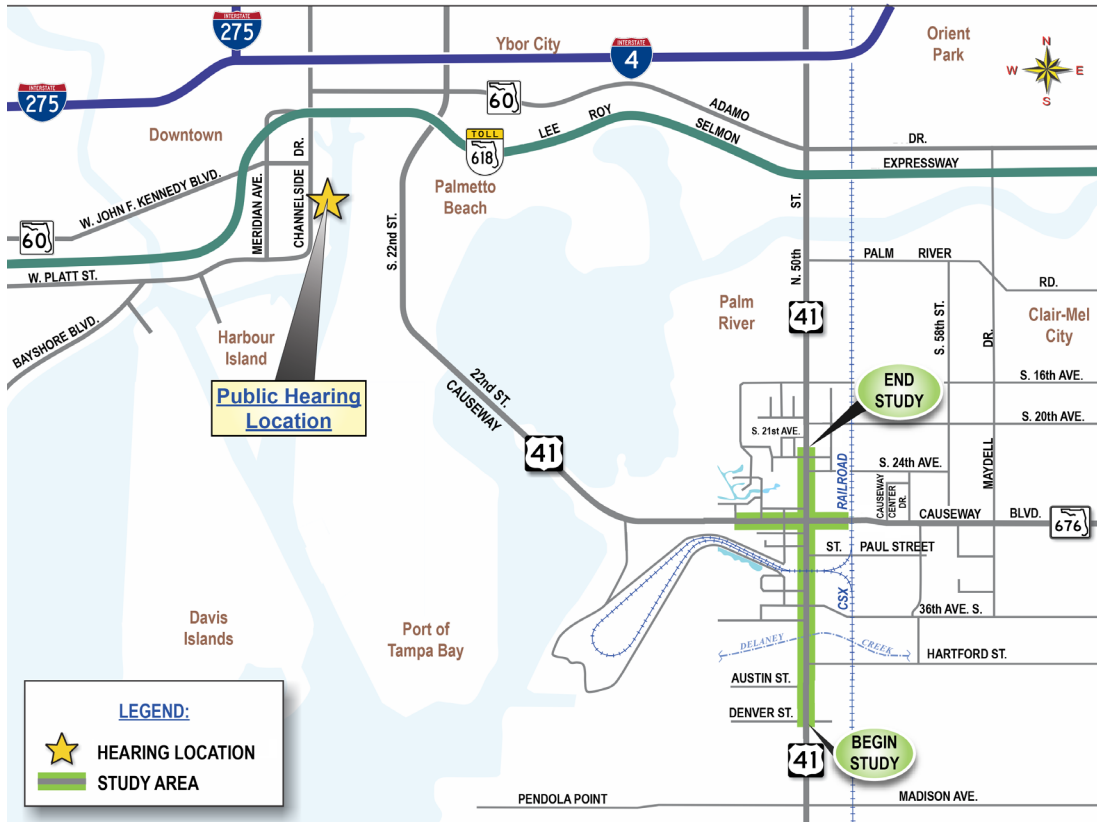 INTERSTATE
275
INTERSTATE
275
INTERSTATE
4
Ybor City
Orient
Park
N
W E
S
Downtown
60
ADAMO
DR.
TOLL
618
LEE ROY SELMON
EXPRESSWAY
W. JOHN F. KENNEDY BLVD.
60
MERIDIAN AVE.
CHANNELSIDE DR.
W. PLATT ST.
BAYSHORE BLVD.
Palmetto
Beach
S. 22nd ST.
N. 50th ST.
PALM RIVER
RD.
Harbour
Island
Palm
River
41
S. 58th ST.
MAYDELL DR.
Clair-Mel
City
Public Hearing
Location
22nd ST.
CAUSEWAY
41
END
STUDY
S. 16th AVE.
S. 20th AVE.
S. 21st AVE.
S. 24th AVE.
CAUSEWAY
CENTER
DR.
CSX RAILROAD
CAUSEWAY BLVD.
676
ST. PAUL STREET
36th AVE. S.
DELANEY CREEK
HARTFORD ST.
Davis
Islands
Port of
Tampa Bay
AUSTIN ST.
DENVER ST.
BEGIN
STUDY
41
PENDOLA POINT
MADISON AVE.
LEGEND:
HEARING LOCATION
STUDY AREA